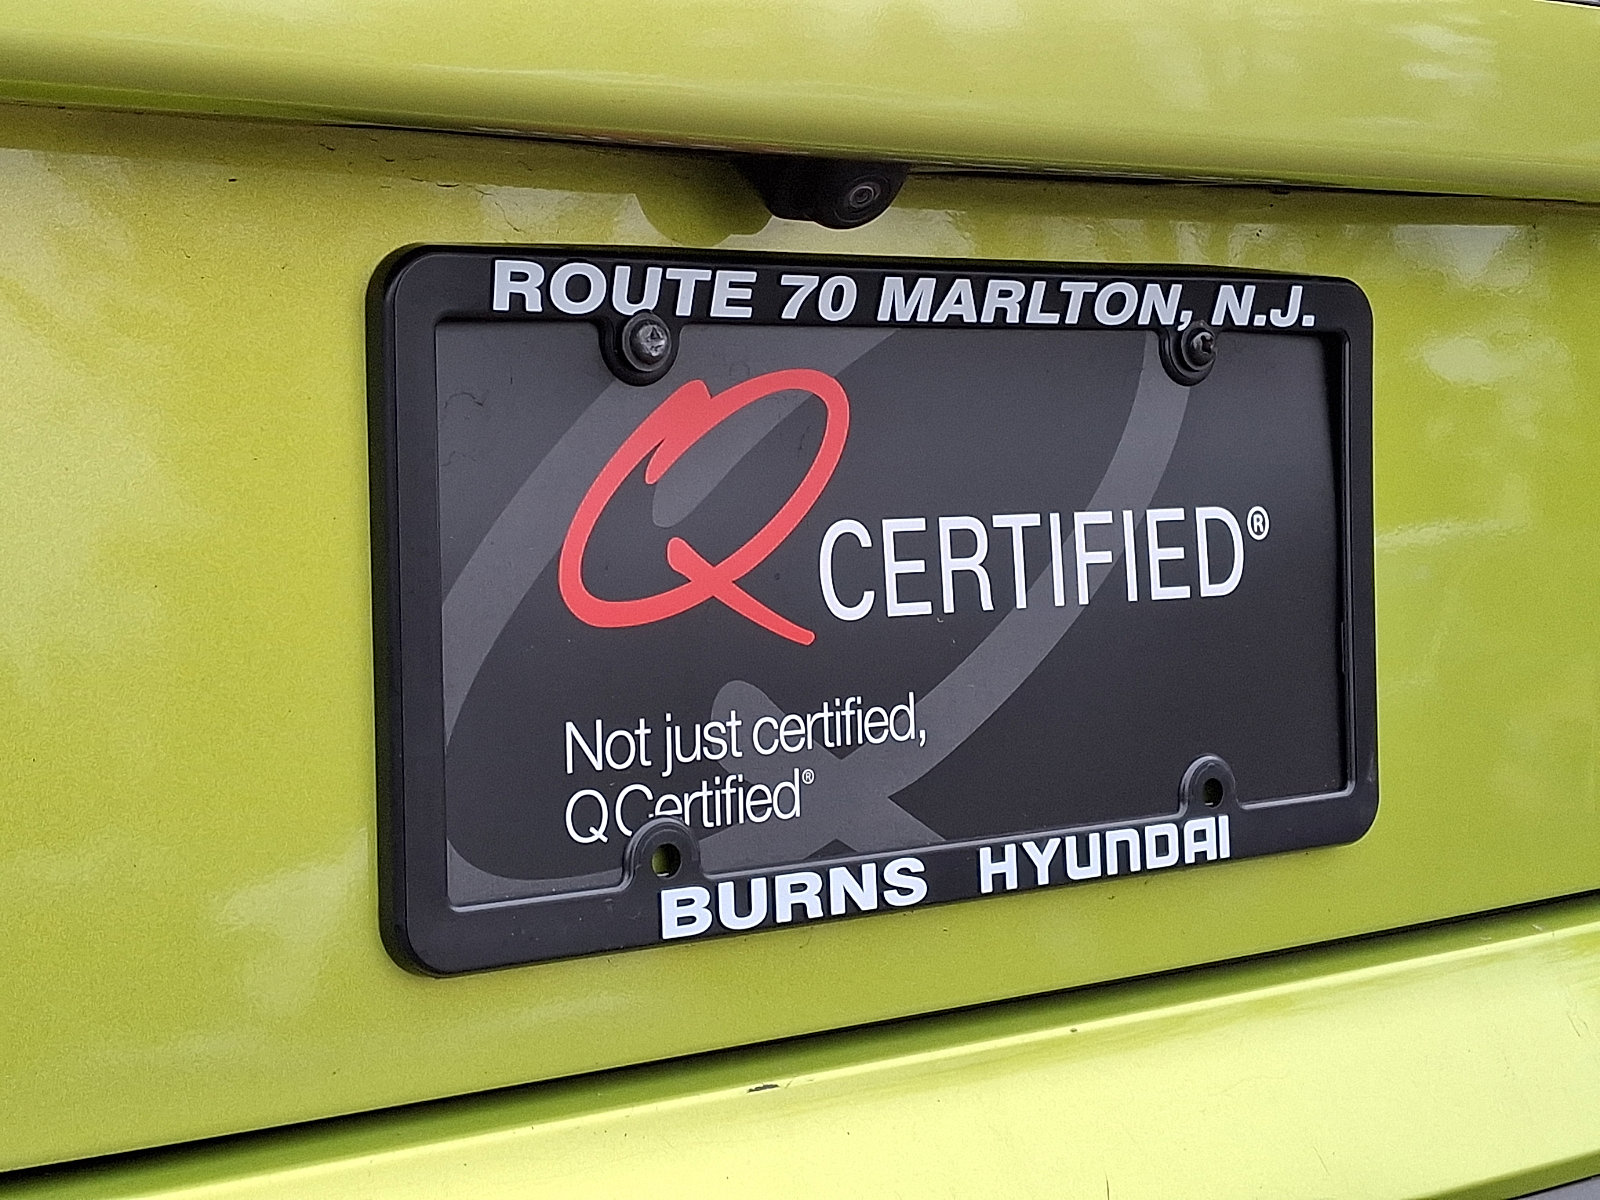 ROUTE 70 MARLTON, N.J.
Q CERTIFIED®
Not just certified,
Q Certified®
BURNS HYUNDAI